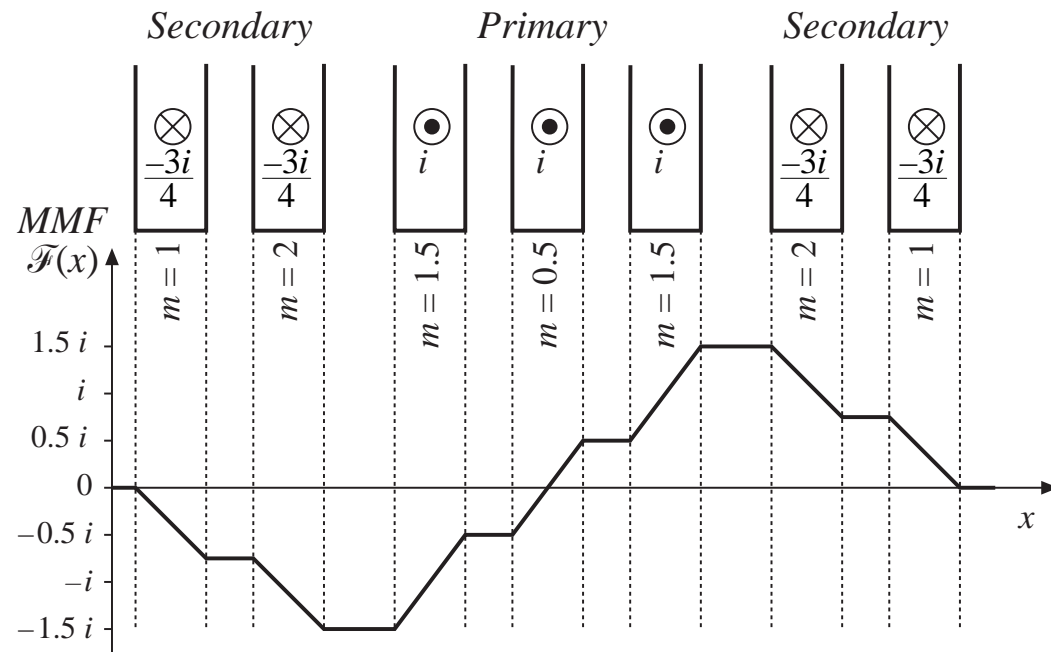 Secondary Primary Secondary
–3i/4 –3i/4 i i i –3i/4 –3i/4
m = 1 m = 2 m = 1.5 m = 0.5 m = 1.5 m = 2 m = 1
MMF
ℱ(x)
1.5 i
i
0.5 i
0
–0.5 i
–i
–1.5 i
x